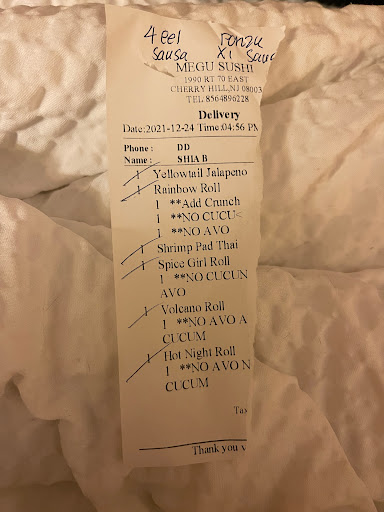 4 eel Ponzu
sausa X1 Sauc
MEGU SUSHI
1990 RT 70 EAST
CHERRY HILL,NJ 08003
TEL:8564896228
Delivery
Date:2021-12-24 Time:04:56 PM
Phone : DD
Name : SHIA B
1 Yellowtail Jalapeno
1 Rainbow Roll
1 **Add Crunch
1 **NO CUCU<
1 **NO AVO
1 Shrimp Pad Thai
1 Spice Girl Roll
1 **NO CUCUN
AVO
1 Volcano Roll
1 **NO AVO A
CUCUM
1 Hot Night Roll
1 **NO AVO N
CUCUM
Tax
Thank you y